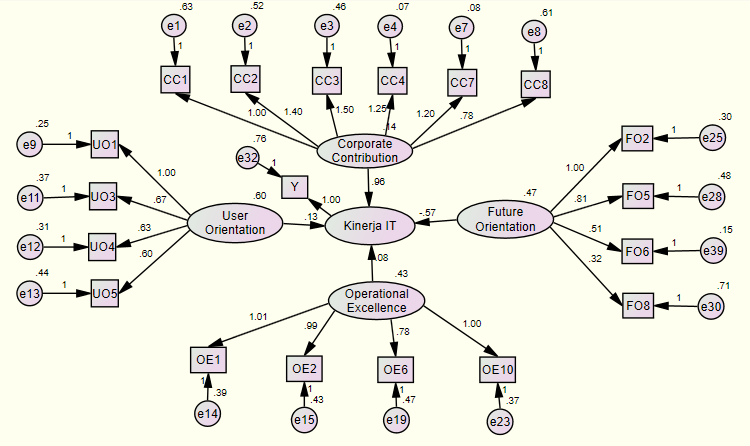 .63 .52 .46 .07 .08 .61
e1 e2 e3 e4 e7 e8
1 1 1 1 1 1
CC1 CC2 CC3 CC4 CC7 CC8
1.00 1.40 1.50 1.25 1.20 .78
.14
Corporate
Contribution
.76
e32
1
Y
1.00
.96
.25
e9 1 UO1
.37
e11 1 UO3
.31
e12 1 UO4
.44
e13 1 UO5
1.00
.67
.63
.60
.60
User
Orientation
.13
Kinerja IT
-.57
.47
Future
Orientation
1.00
.81
.51
.32
.30
FO2 1 e25
.48
FO5 1 e28
.15
FO6 1 e39
.71
FO8 1 e30
.08
.43
Operational
Excellence
1.01 .99 .78 1.00
OE1 OE2 OE6 OE10
1 1 1 1
.39 .43 .47 .37
e14 e15 e19 e23